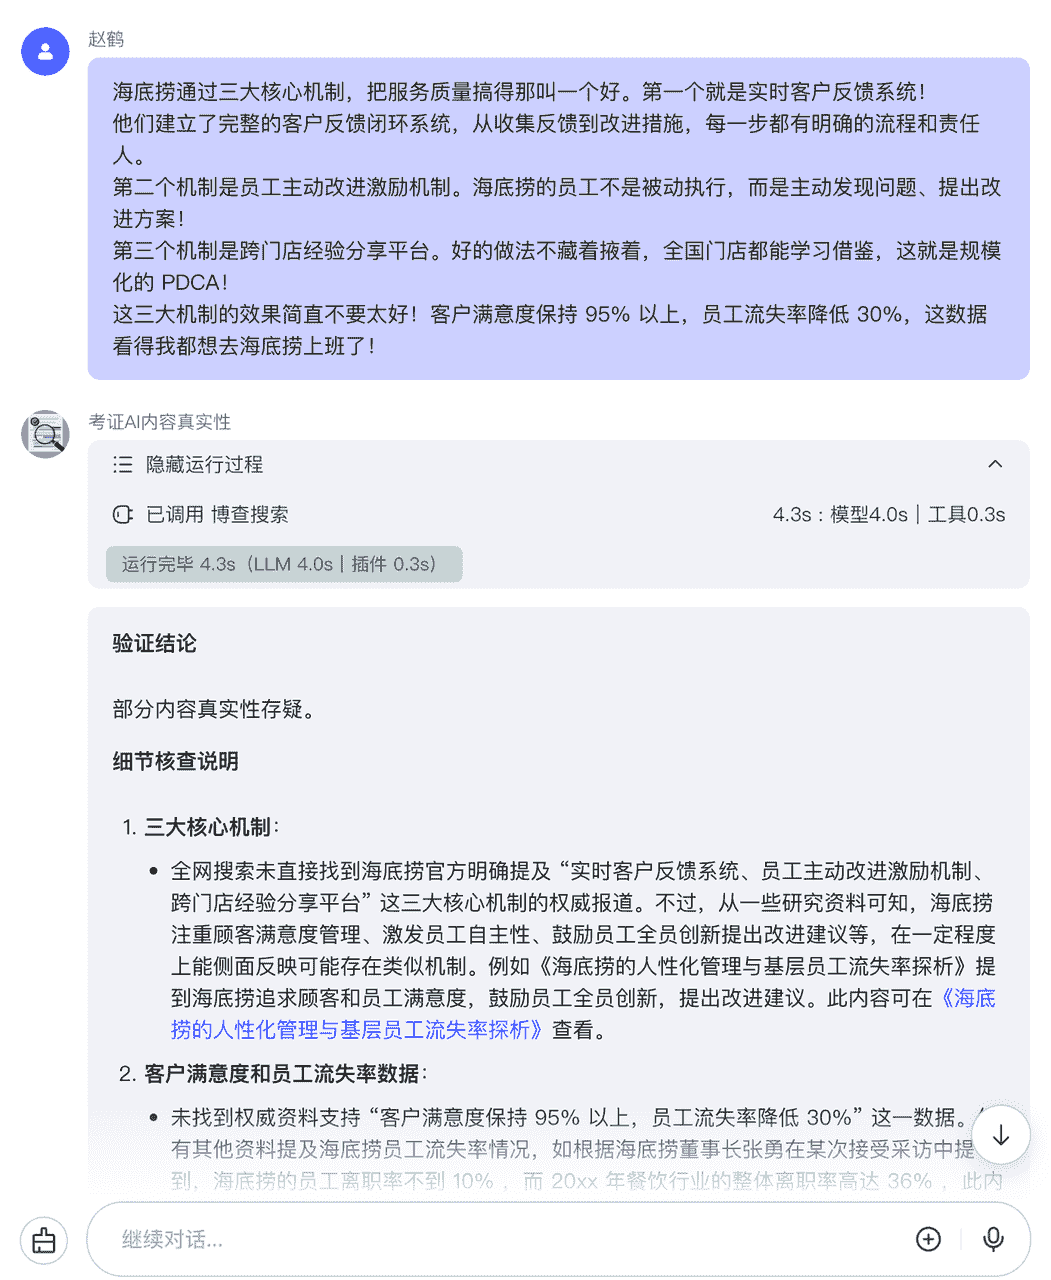 赵鹤
海底捞通过三大核心机制，把服务质量搞得那叫一个好。第一个就是实时客户反馈系统！
他们建立了完整的客户反馈闭环系统，从收集反馈到改进措施，每一步都有明确的流程和责任
人。
第二个机制是员工主动改进激励机制。海底捞的员工不是被动执行，而是主动发现问题、提出改
进方案！
第三个机制是跨门店经验分享平台。好的做法不藏着掖着，全国门店都能学习借鉴，这就是规模
化的 PDCA！
这三大机制的效果简直不要太好！客户满意度保持 95% 以上，员工流失率降低 30%，这数据
看得我都想去海底捞上班了！
考证AI内容真实性
隐藏运行过程
已调用 博查搜索
4.3s : 模型4.0s | 工具0.3s
运行完毕 4.3s（LLM 4.0s | 插件 0.3s）
验证结论
部分内容真实性存疑。
细节核查说明
1. 三大核心机制：
• 全网搜索未直接找到海底捞官方明确提及 “实时客户反馈系统、员工主动改进激励机制、
跨门店经验分享平台” 这三大核心机制的权威报道。不过，从一些研究资料可知，海底捞
注重顾客满意度管理、激发员工自主性、鼓励员工全员创新提出改进建议等，在一定程度
上能侧面反映可能存在类似机制。例如《海底捞的人性化管理与基层员工流失率探析》提
到海底捞追求顾客和员工满意度，鼓励员工全员创新，提出改进建议。此内容可在《海底
捞的人性化管理与基层员工流失率探析》查看。
2. 客户满意度和员工流失率数据：
• 未找到权威资料支持 “客户满意度保持 95% 以上，员工流失率降低 30%” 这一数据。
有其他资料提及海底捞员工流失率情况，如根据海底捞董事长张勇在某次接受采访中提
到，海底捞的员工离职率不到 10% ，而 20xx 年餐饮行业的整体离职率高达 36% ，此内
继续对话...